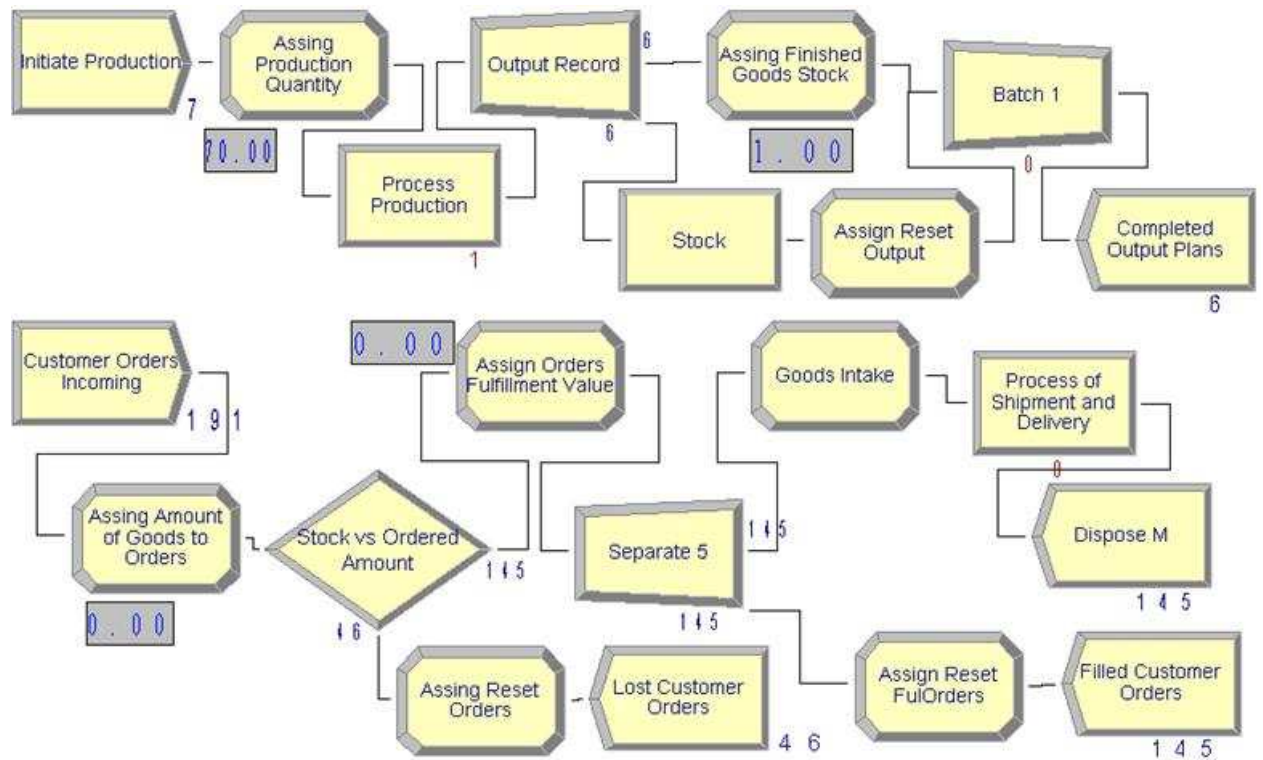 Initiate Production
7
Assing
Production
Quantity
70.00
Process
Production
1
Output Record
6
6
Assing Finished
Goods Stock
1.00
Stock
Assign Reset
Output
Batch 1
0
Completed
Output Plans
6
Customer Orders
Incoming
191
Assing Amount
of Goods to
Orders
0.00
Stock vs Ordered
Amount
145
46
0.00
Assign Orders
Fulfillment Value
Separate 5
145
145
Goods Intake
Process of
Shipment and
Delivery
0
Dispose M
145
Assing Reset
Orders
Lost Customer
Orders
46
Assign Reset
FulOrders
Filled Customer
Orders
145